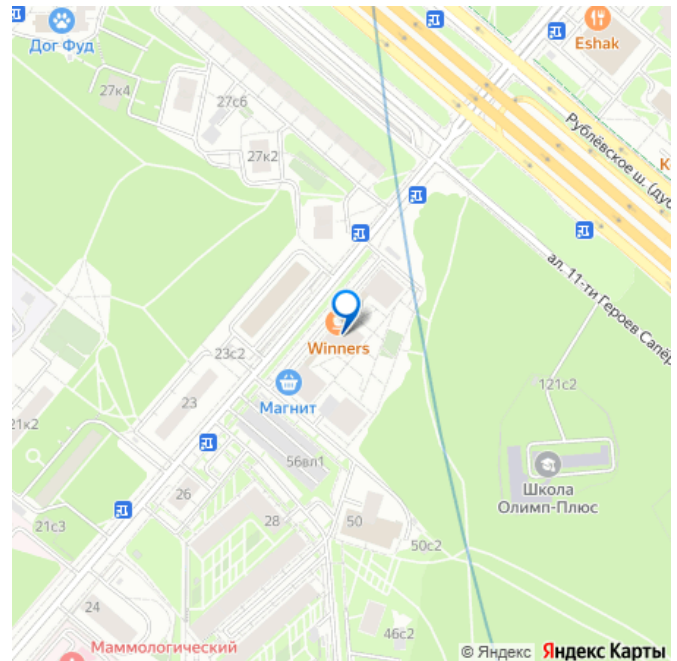 Дог Фуд
Eshak
27к4
27с6
27к2
Рублёвское ш. (дуб
К
ал. 11-ти Героев Сапёр
Winners
23с2
Магнит
121с2
23
21к2
56вл1
Школа
Олимп-Плюс
26
21с3
28
50
50с2
24
46с2
Маммологический
© Яндекс Яндекс Карты